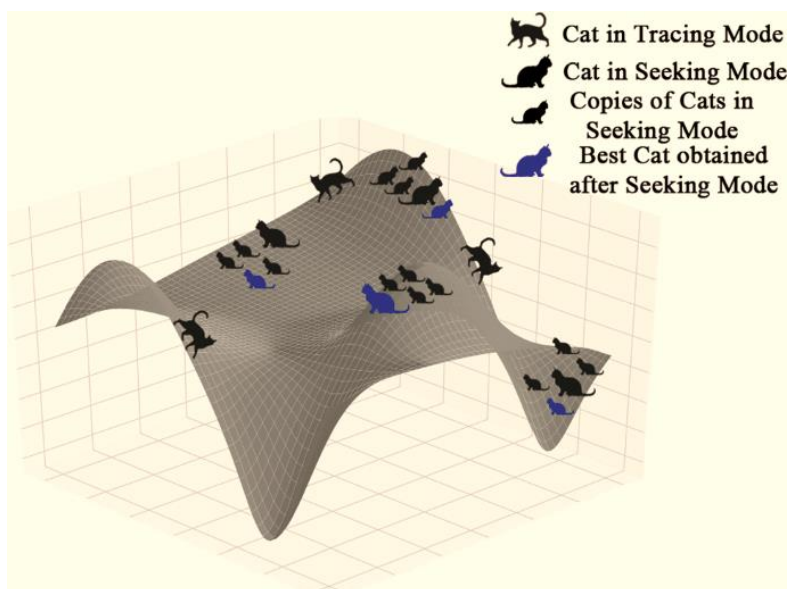 Cat in Tracing Mode
Cat in Seeking Mode
Copies of Cats in
Seeking Mode
Best Cat obtained
after Seeking Mode